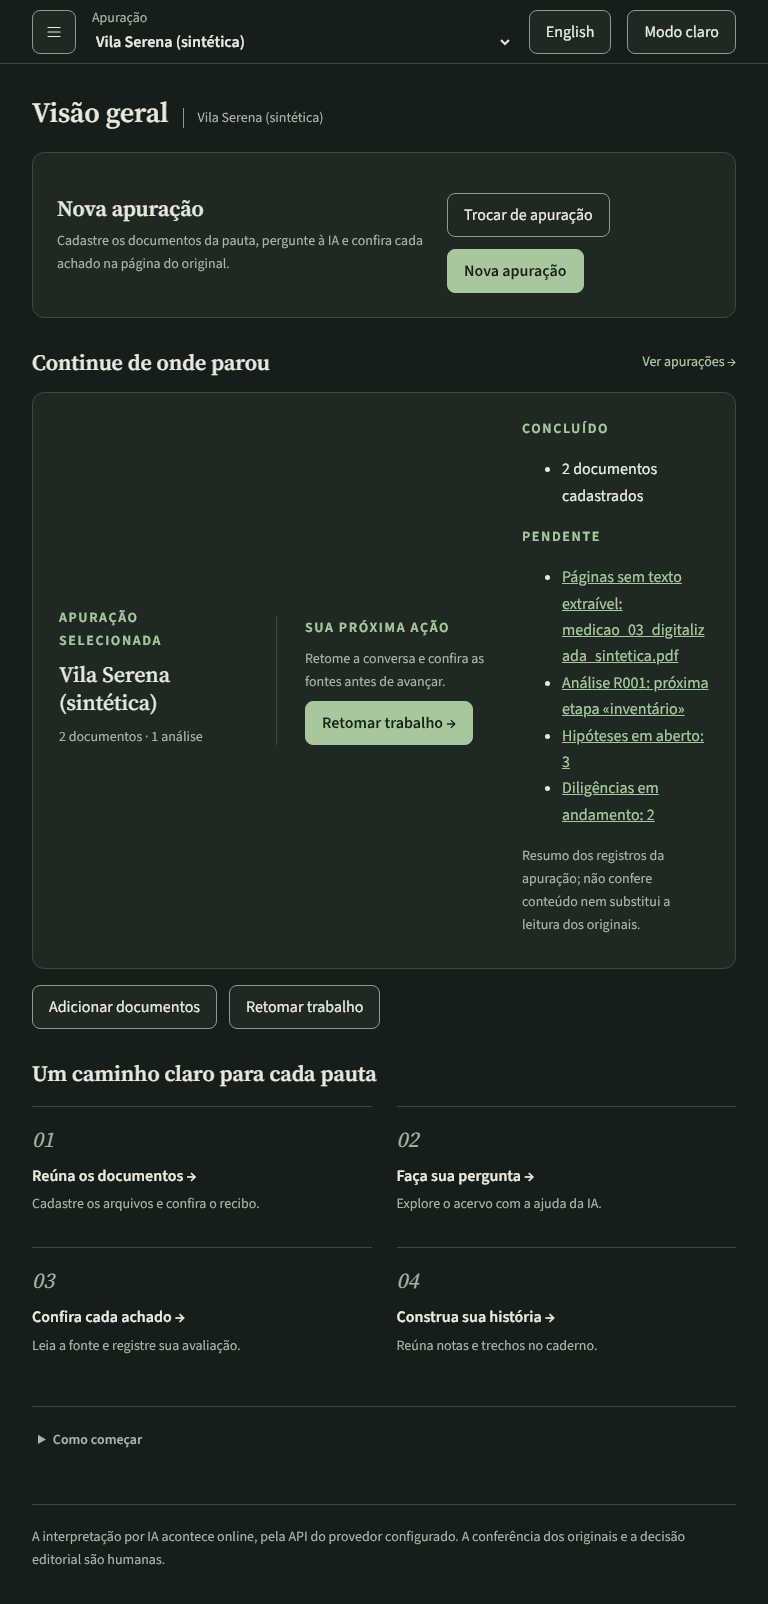 Apuração
Vila Serena (sintética)
English
Modo claro
Visão geral
Vila Serena (sintética)
Nova apuração
Cadastre os documentos da pauta, pergunte à IA e confira cada
achado na página do original.
Trocar de apuração
Nova apuração
Continue de onde parou
Ver apurações →
APURAÇÃO
SELECIONADA
Vila Serena
(sintética)
2 documentos · 1 análise
SUA PRÓXIMA AÇÃO
Retome a conversa e confira as
fontes antes de avançar.
Retomar trabalho →
CONCLUÍDO
• 2 documentos
cadastrados
PENDENTE
• Páginas sem texto
extraível:
medicao_03_digitaliz
ada_sintetica.pdf
• Análise R001: próxima
etapa «inventário»
• Hipóteses em aberto:
3
• Diligências em
andamento: 2
Resumo dos registros da
apuração; não confere
conteúdo nem substitui a
leitura dos originais.
Adicionar documentos
Retomar trabalho
Um caminho claro para cada pauta
01
Reúna os documentos →
Cadastre os arquivos e confira o recibo.
02
Faça sua pergunta →
Explore o acervo com a ajuda da IA.
03
Confira cada achado →
Leia a fonte e registre sua avaliação.
04
Construa sua história →
Reúna notas e trechos no caderno.
▶ Como começar
A interpretação por IA acontece online, pela API do provedor configurado. A conferência dos originais e a decisão
editorial são humanas.